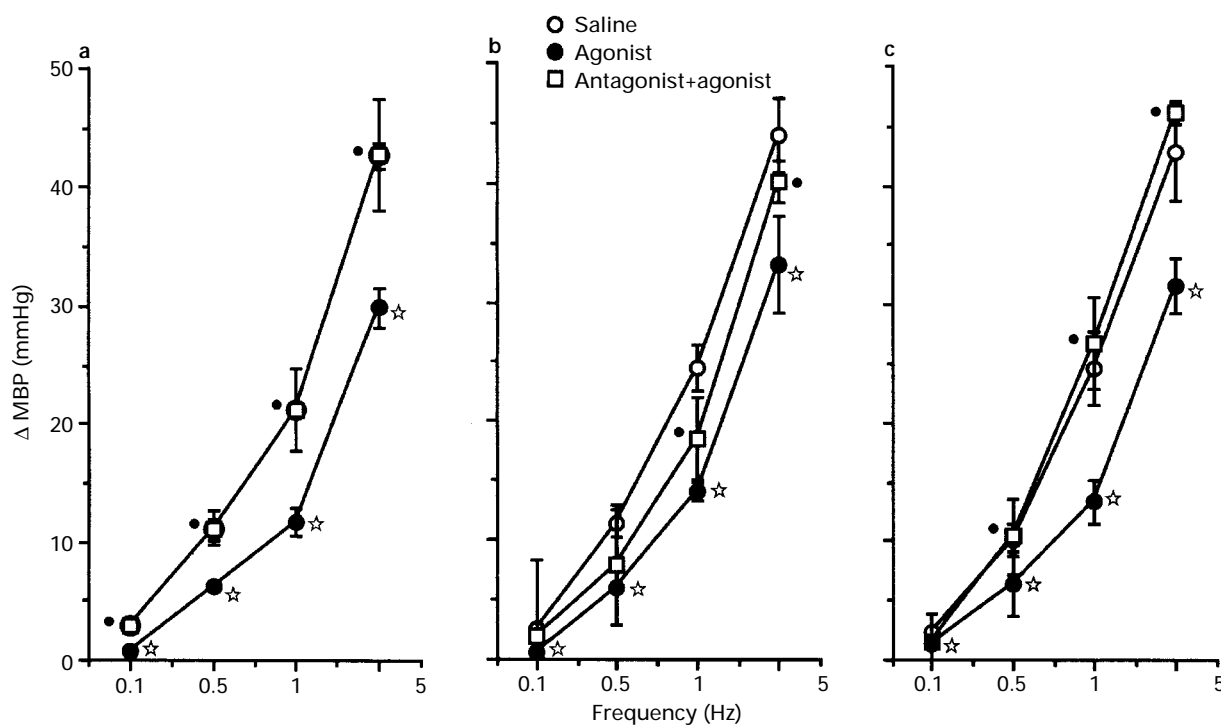 Saline
Agonist
Antagonist+agonist
a
b
c
Δ MBP (mmHg)
50
40
30
20
10
0
0.1 0.5 1 5
0.1 0.5 1 5
0.1 0.5 1 5
Frequency (Hz)